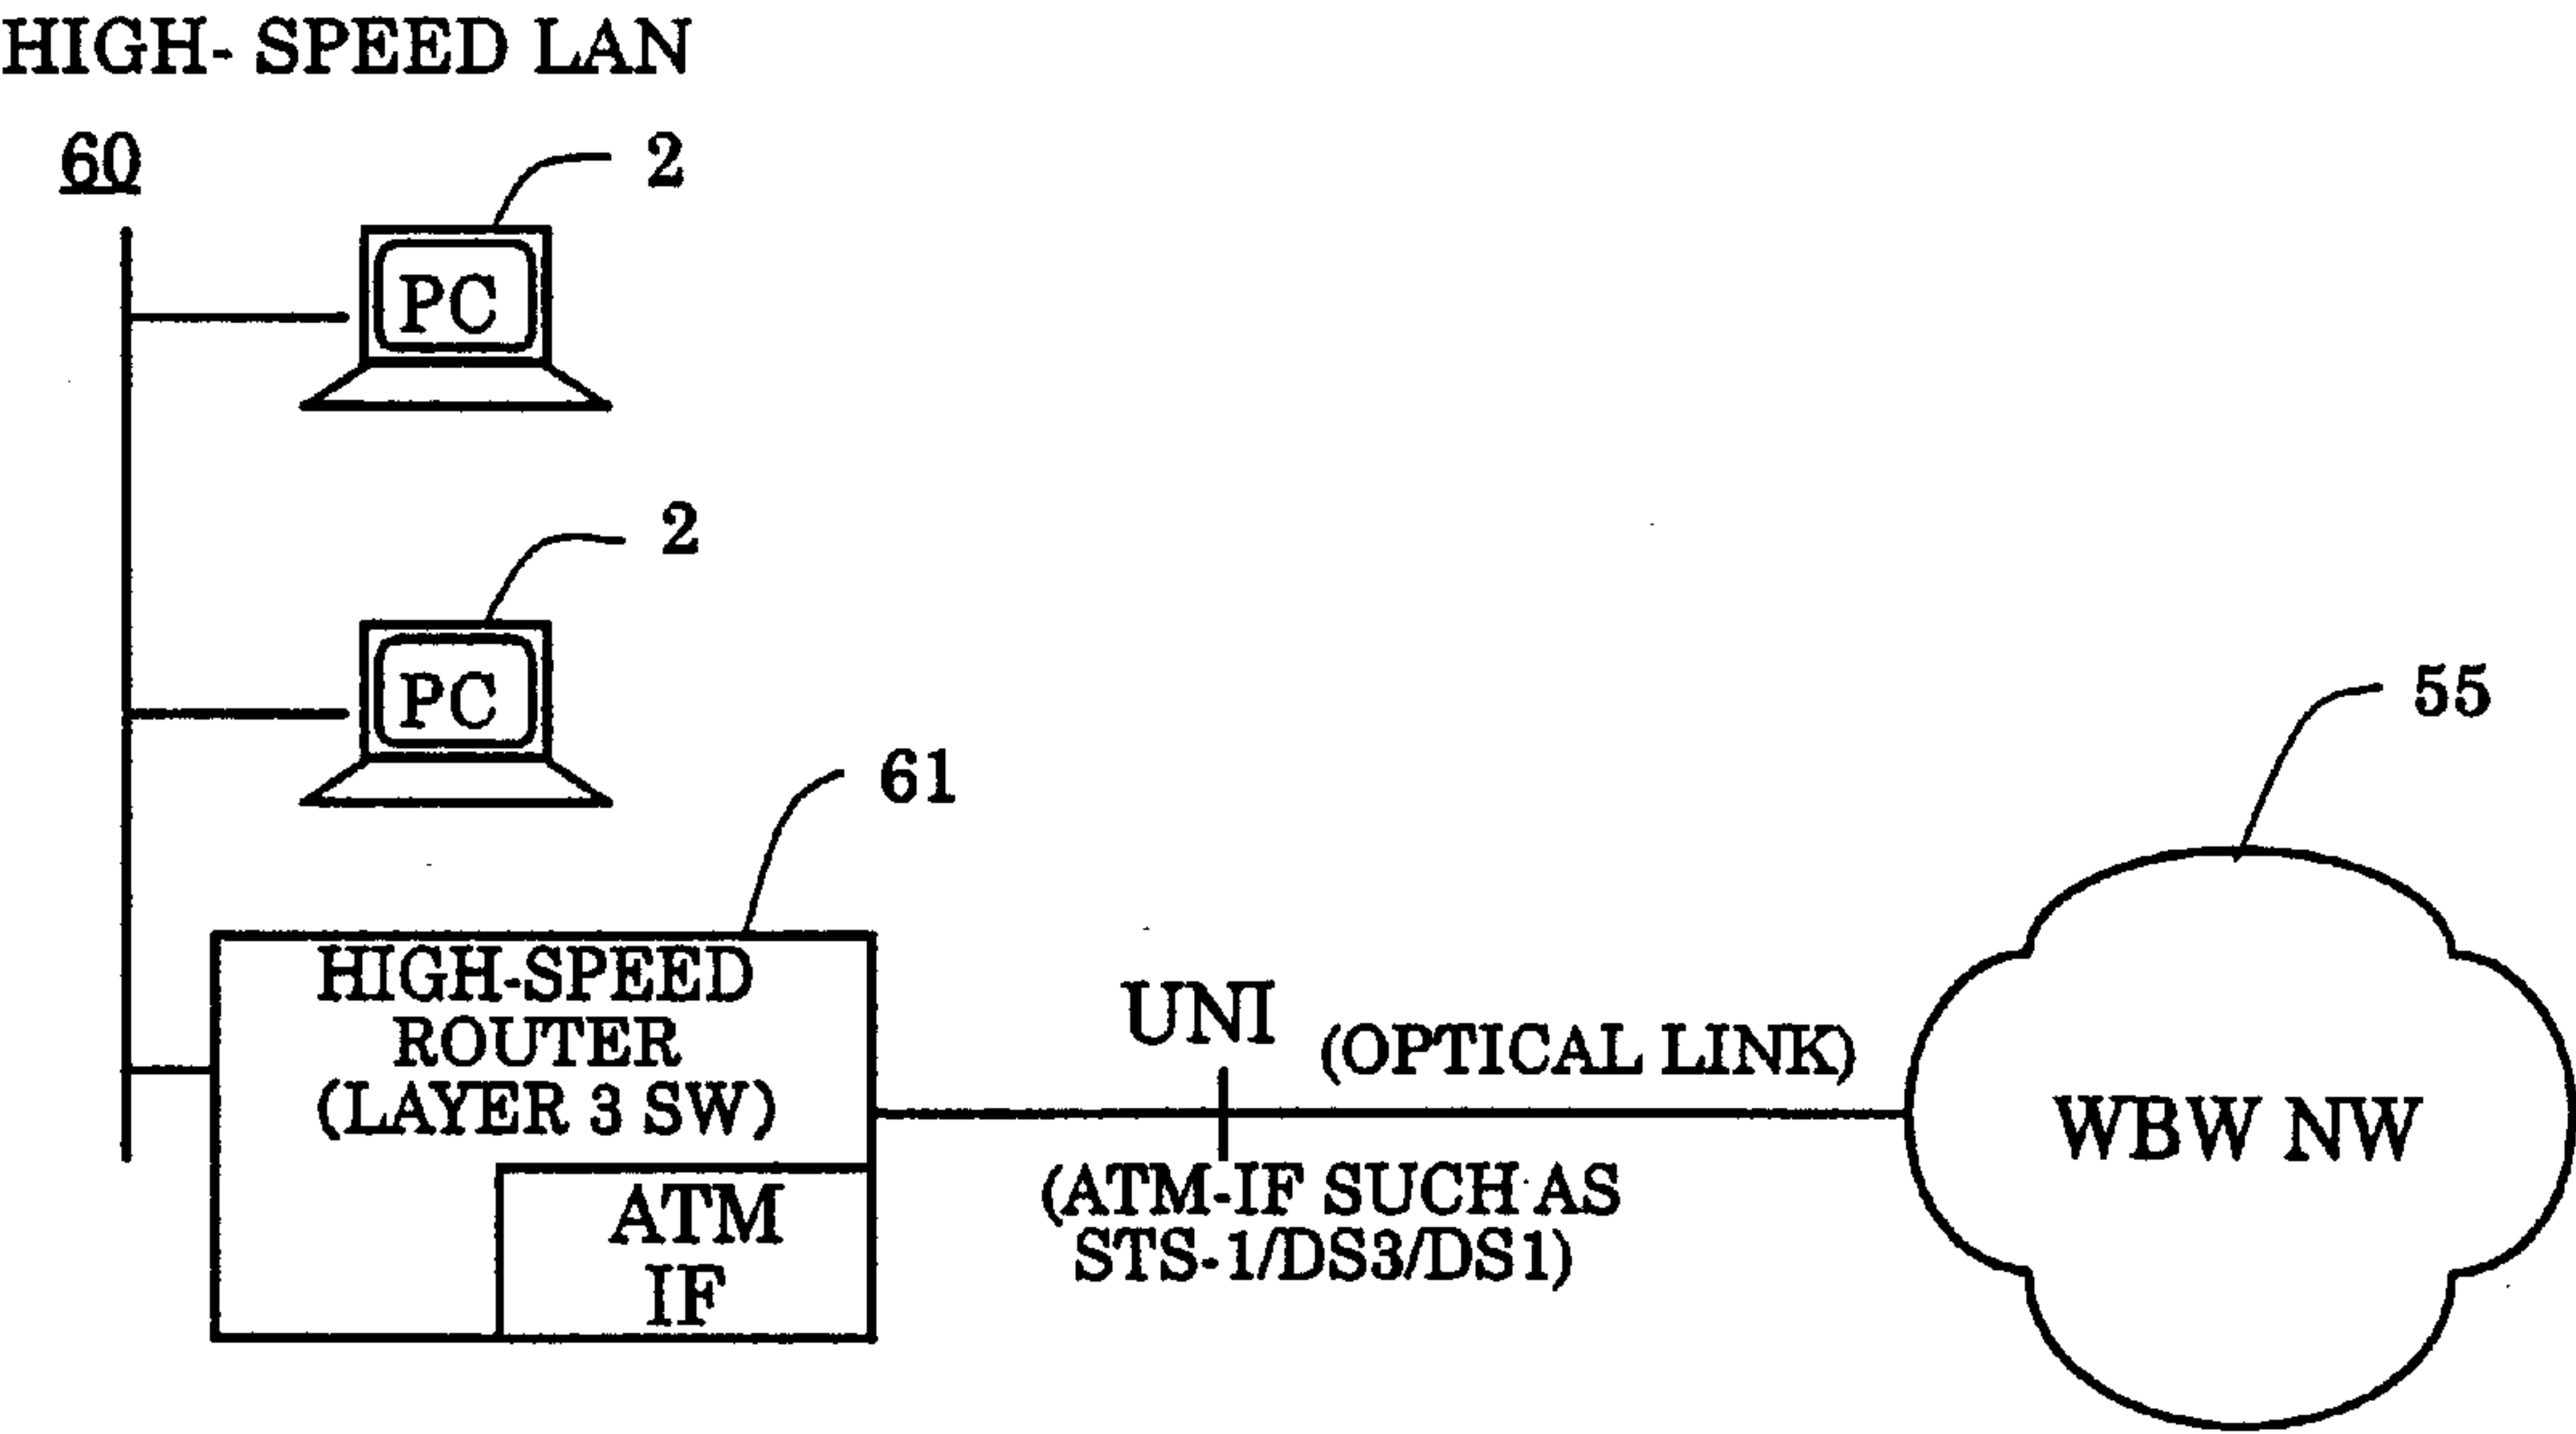 HIGH- SPEED LAN
60
2
PC
2
PC
61
55
HIGH-SPEED
ROUTER
(LAYER 3 SW)
ATM
IF
UNI
(OPTICAL LINK)
(ATM-IF SUCH AS
STS-1/DS3/DS1)
WBW NW